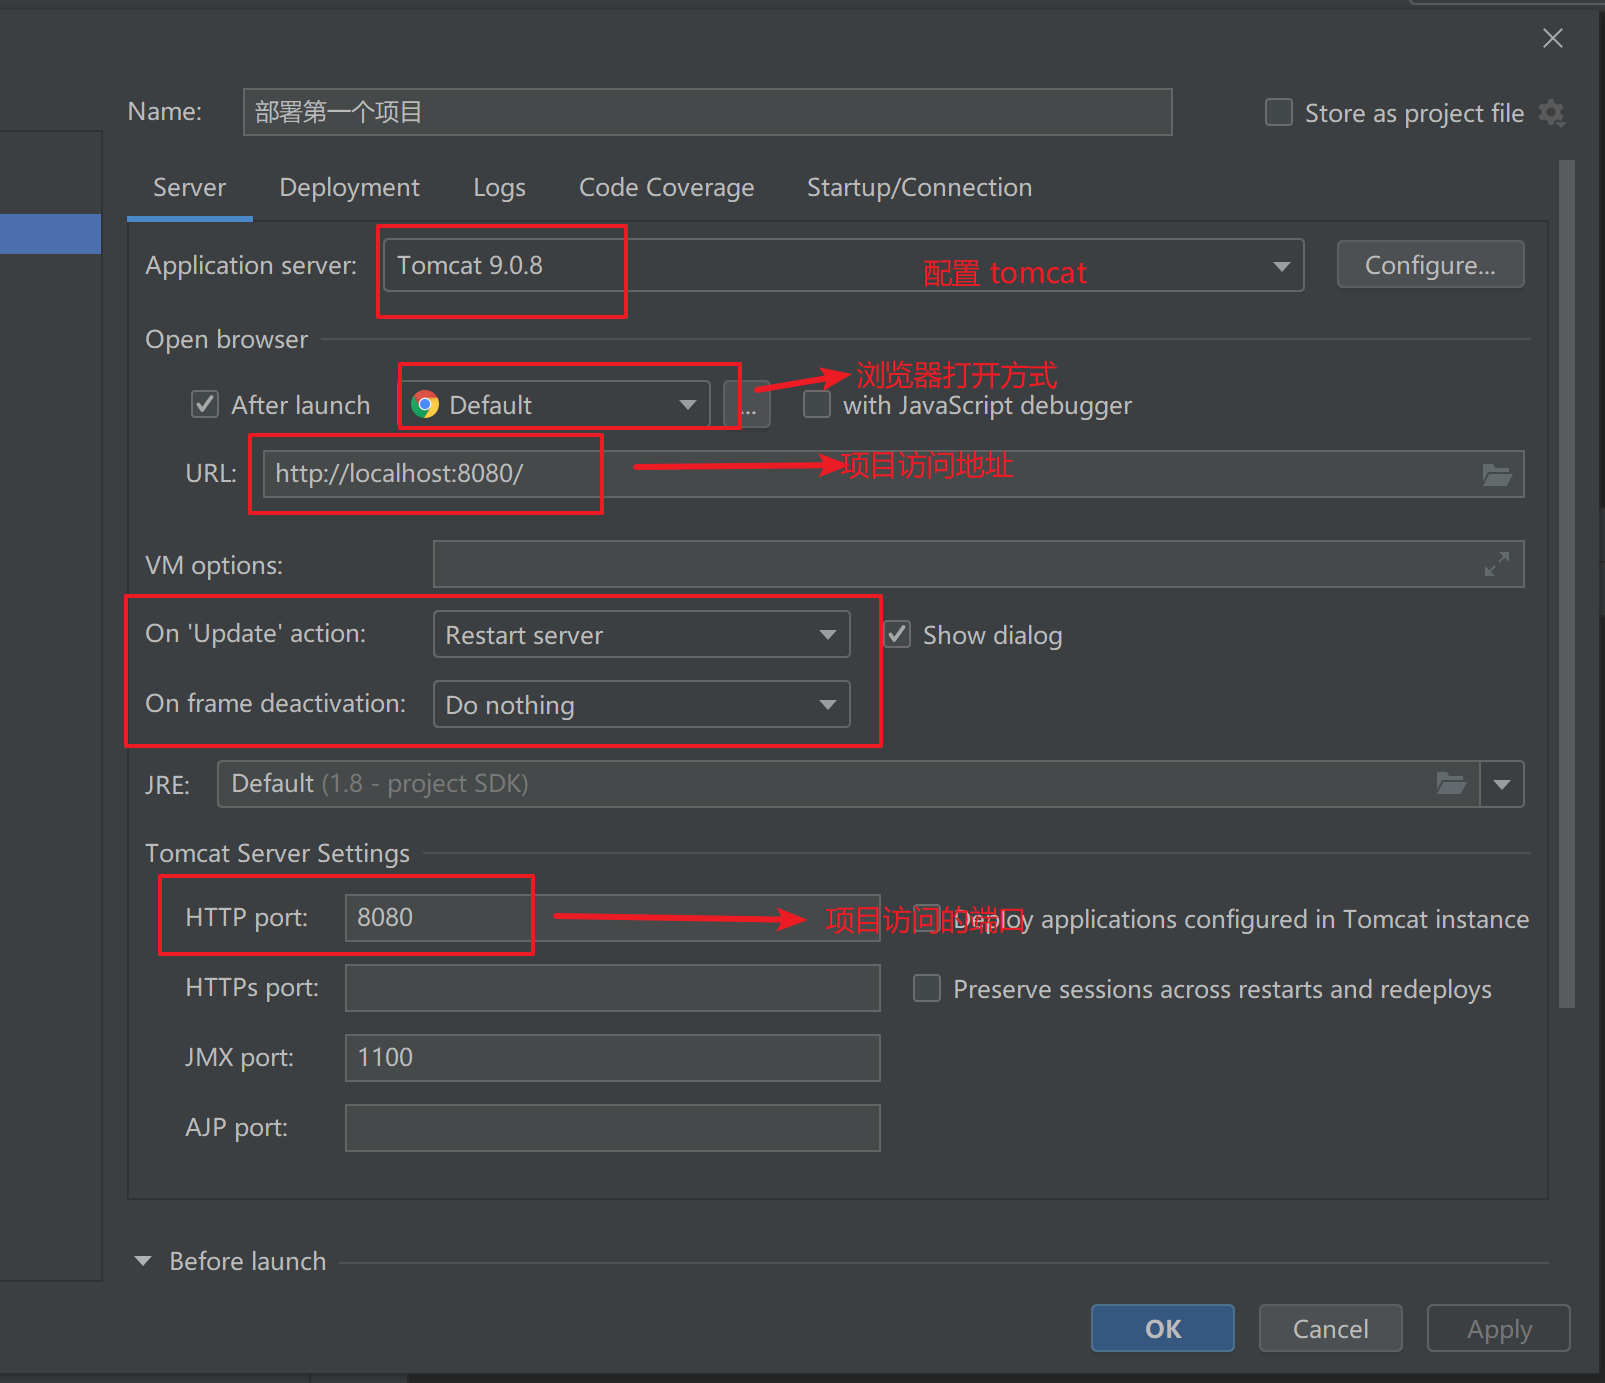 Name: 部署第一个项目 Store as project file
Server Deployment Logs Code Coverage Startup/Connection
Application server: Tomcat 9.0.8 配置 tomcat Configure...
Open browser
浏览器打开方式
After launch Default ... with JavaScript debugger
URL: http://localhost:8080/ 项目访问地址
VM options:
On 'Update' action: Restart server Show dialog
On frame deactivation: Do nothing
JRE: Default (1.8 - project SDK)
Tomcat Server Settings
HTTP port: 8080 项目访问的端口 Deploy applications configured in Tomcat instance
HTTPs port: Preserve sessions across restarts and redeploys
JMX port: 1100
AJP port:
Before launch
OK Cancel Apply